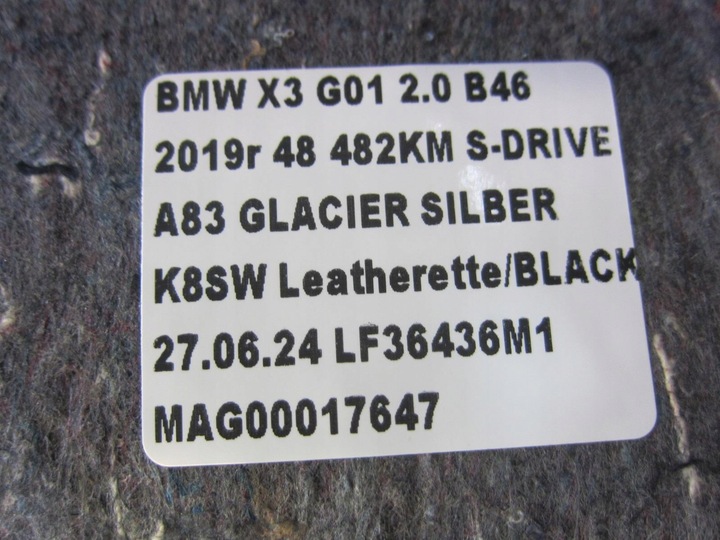 BMW X3 G01 2.0 B46
2019r 48 482KM S-DRIVE
A83 GLACIER SILBER
K8SW Leatherette/BLACK
27.06.24 LF36436M1
MAG00017647